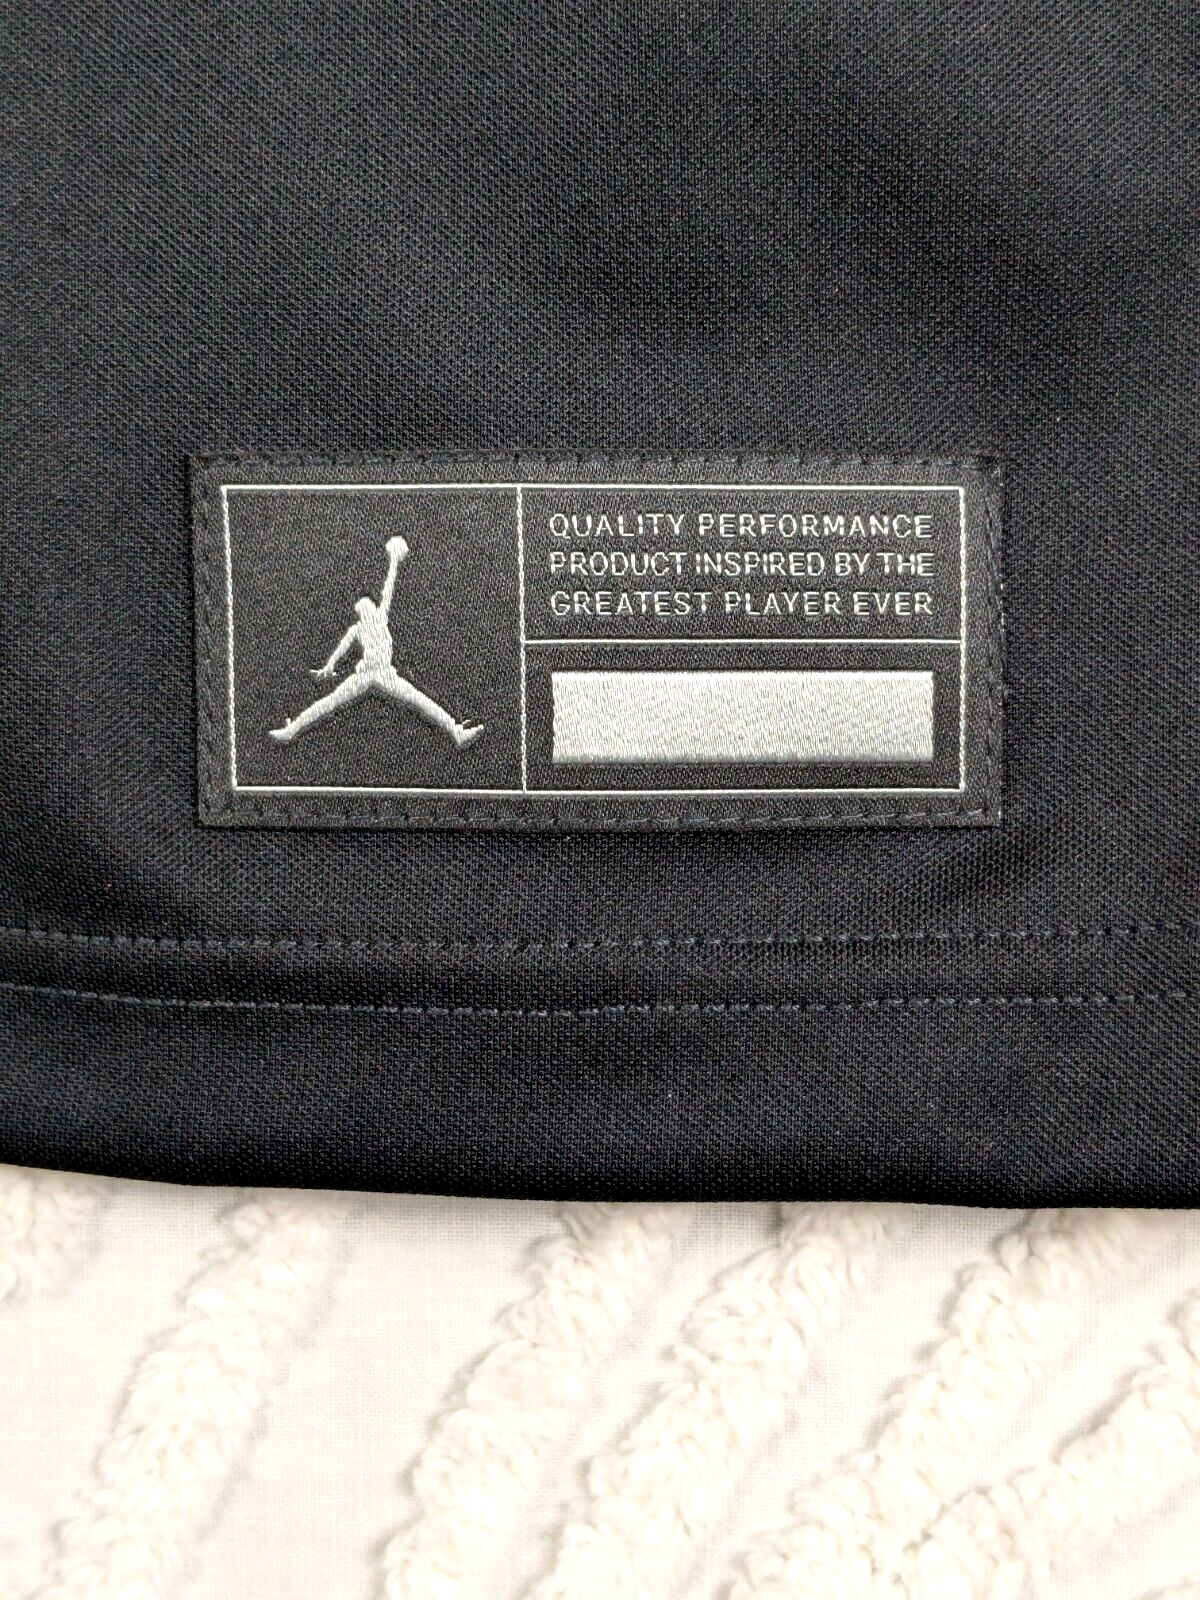 QUALITY PERFORMANCE
PRODUCT INSPIRED BY THE
GREATEST PLAYER EVER